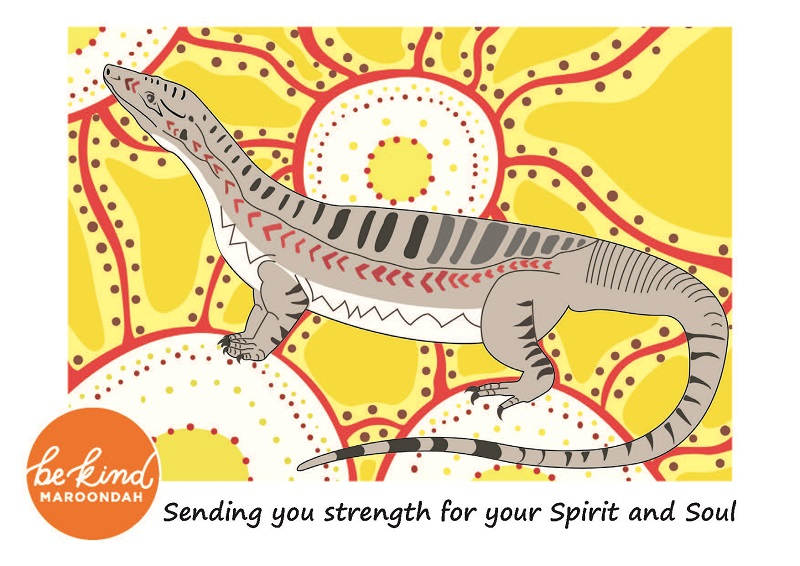 be kind
MAROONDAH
Sending you strength for your Spirit and Soul